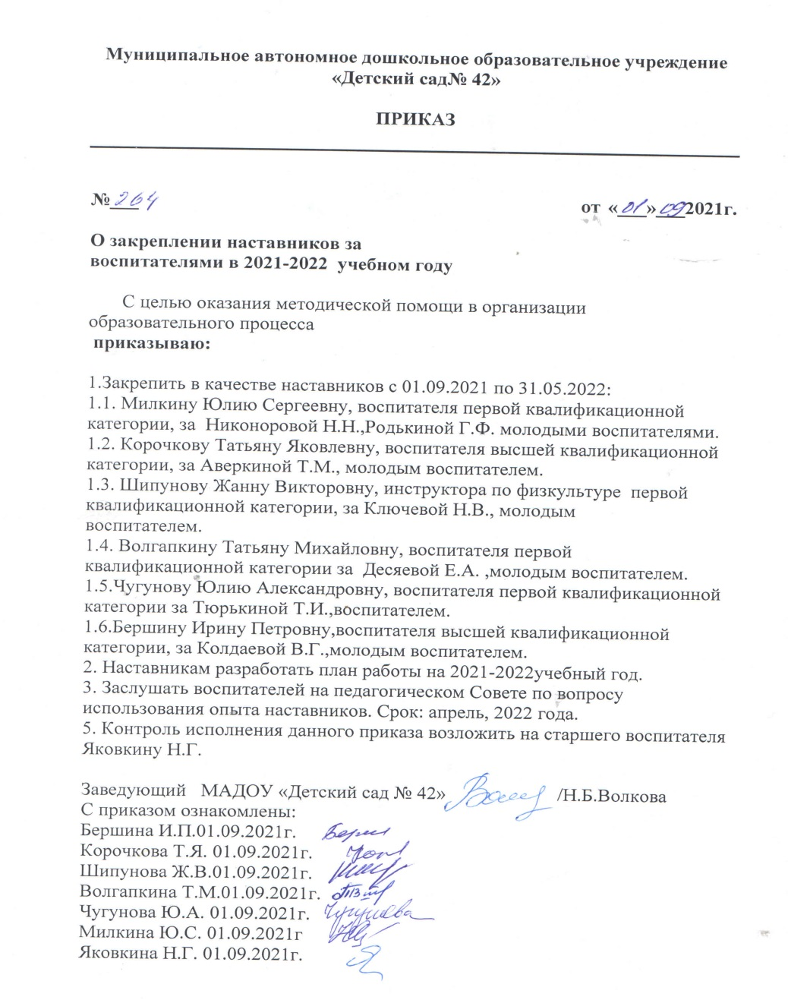 Муниципальное автономное дошкольное образовательное учреждение
«Детский сад№ 42»
ПРИКАЗ
№ 264
от «01» 09 2021г.
О закреплении наставников за
воспитателями в 2021-2022 учебном году
С целью оказания методической помощи в организации
образовательного процесса
приказываю:
1.Закрепить в качестве наставников с 01.09.2021 по 31.05.2022:
1.1. Милкину Юлию Сергеевну, воспитателя первой квалификационной
категории, за Никоноровой Н.Н.,Родькиной Г.Ф. молодыми воспитателями.
1.2. Корочкову Татьяну Яковлевну, воспитателя высшей квалификационной
категории, за Аверкиной Т.М., молодым воспитателем.
1.3. Шипунову Жанну Викторовну, инструктора по физкультуре первой
квалификационной категории, за Ключевой Н.В., молодым
воспитателем.
1.4. Волгапкину Татьяну Михайловну, воспитателя первой
квалификационной категории за Десяевой Е.А. ,молодым воспитателем.
1.5.Чугунову Юлию Александровну, воспитателя первой квалификационной
категории за Тюрькиной Т.И.,воспитателем.
1.6.Бершину Ирину Петровну,воспитателя высшей квалификационной
категории, за Колдаевой В.Г.,молодым воспитателем.
2. Наставникам разработать план работы на 2021-2022учебный год.
3. Заслушать воспитателей на педагогическом Совете по вопросу
использования опыта наставников. Срок: апрель, 2022 года.
5. Контроль исполнения данного приказа возложить на старшего воспитателя
Яковкину Н.Г.
Заведующий МАДОУ «Детский сад № 42» /Н.Б.Волкова
С приказом ознакомлены:
Бершина И.П.01.09.2021г.
Корочкова Т.Я. 01.09.2021г.
Шипунова Ж.В.01.09.2021г.
Волгапкина Т.М.01.09.2021г.
Чугунова Ю.А. 01.09.2021г. Чугунова
Милкина Ю.С. 01.09.2021г
Яковкина Н.Г. 01.09.2021г.